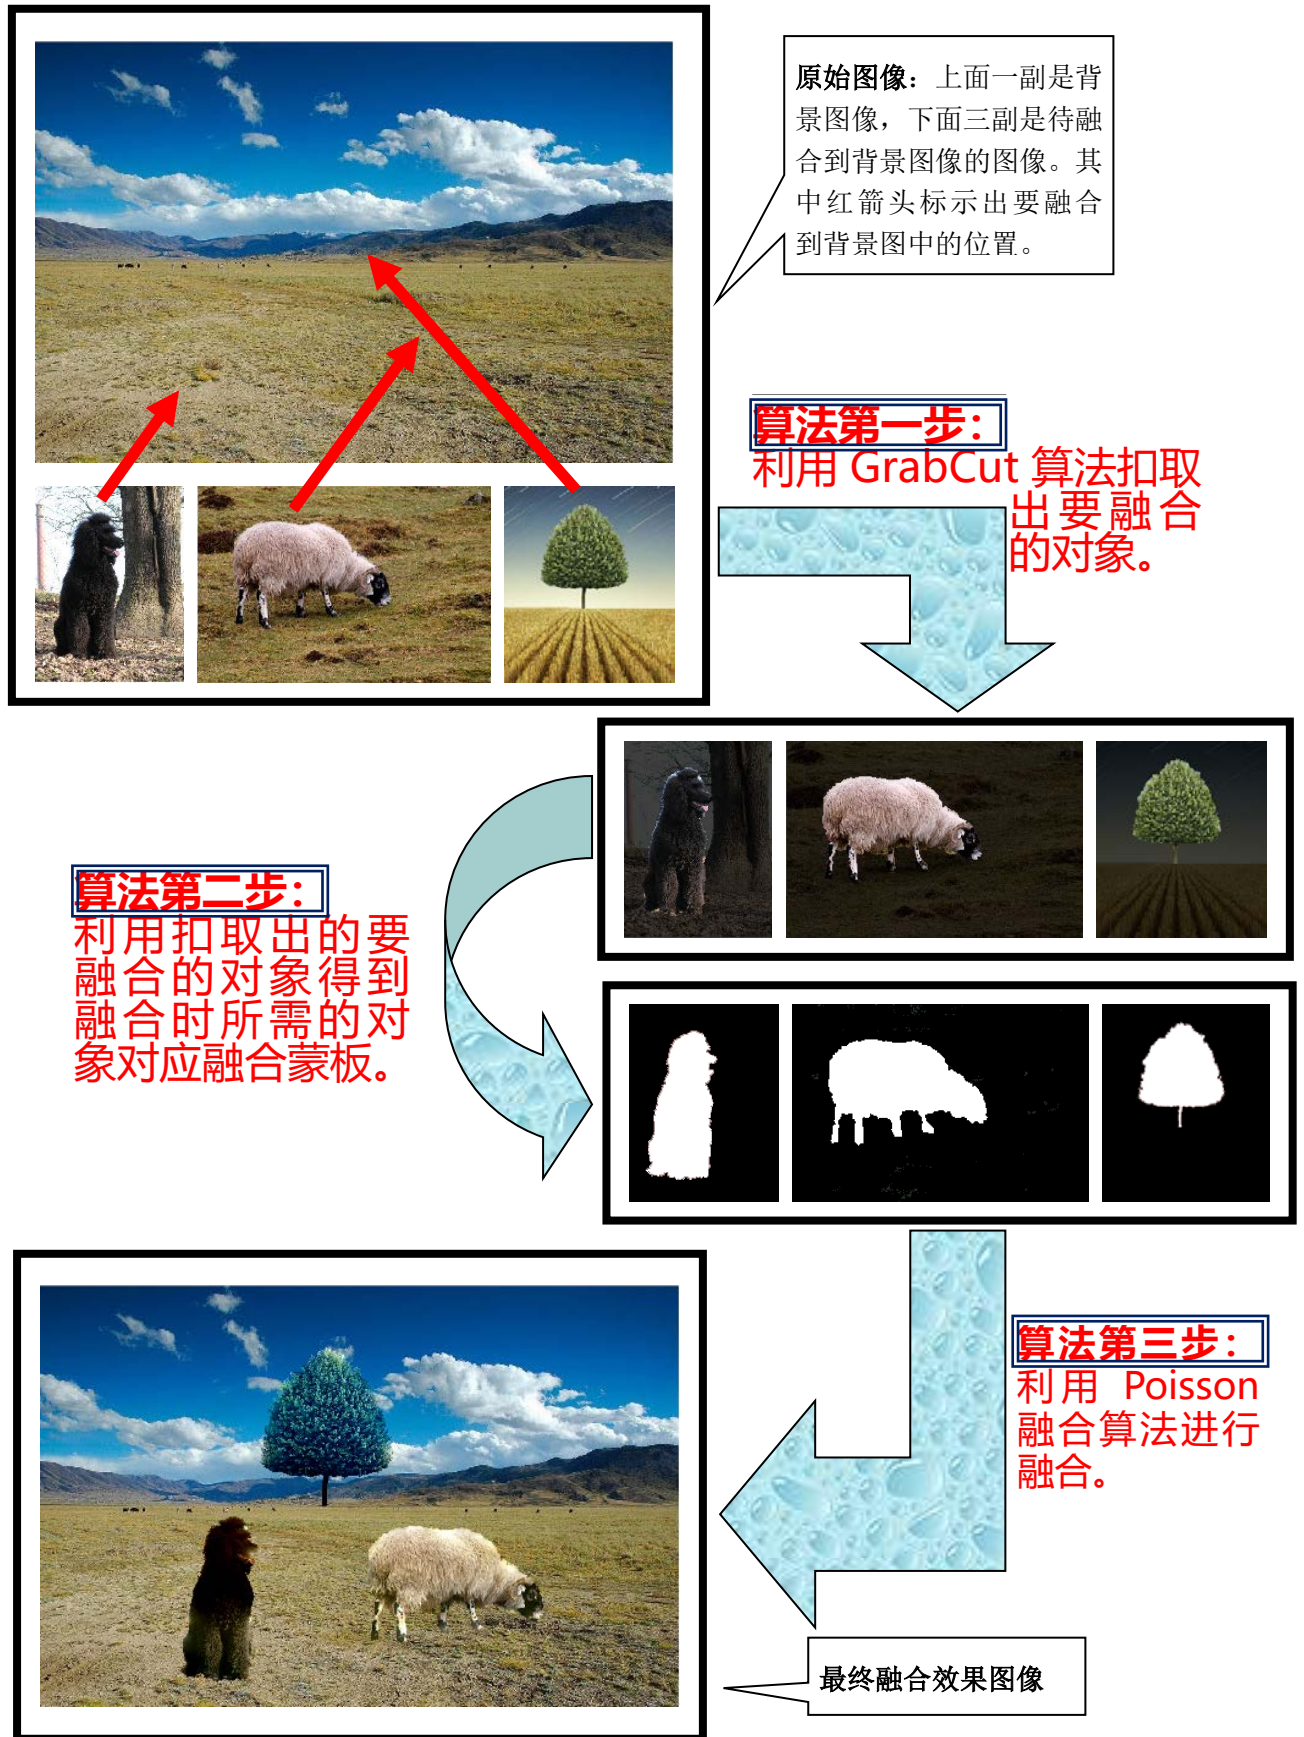 原始图像：上面一副是背
景图像，下面三副是待融
合到背景图像的图像。其
中红箭头标示出要融合
到背景图中的位置。
算法第一步：
利用 GrabCut 算法扣取
出要融合
的对象。
算法第二步：
利用扣取出的要
融合的对象得到
融合时所需的对
象对应融合蒙板。
算法第三步：
利用 Poisson
融合算法进行
融合。
最终融合效果图像